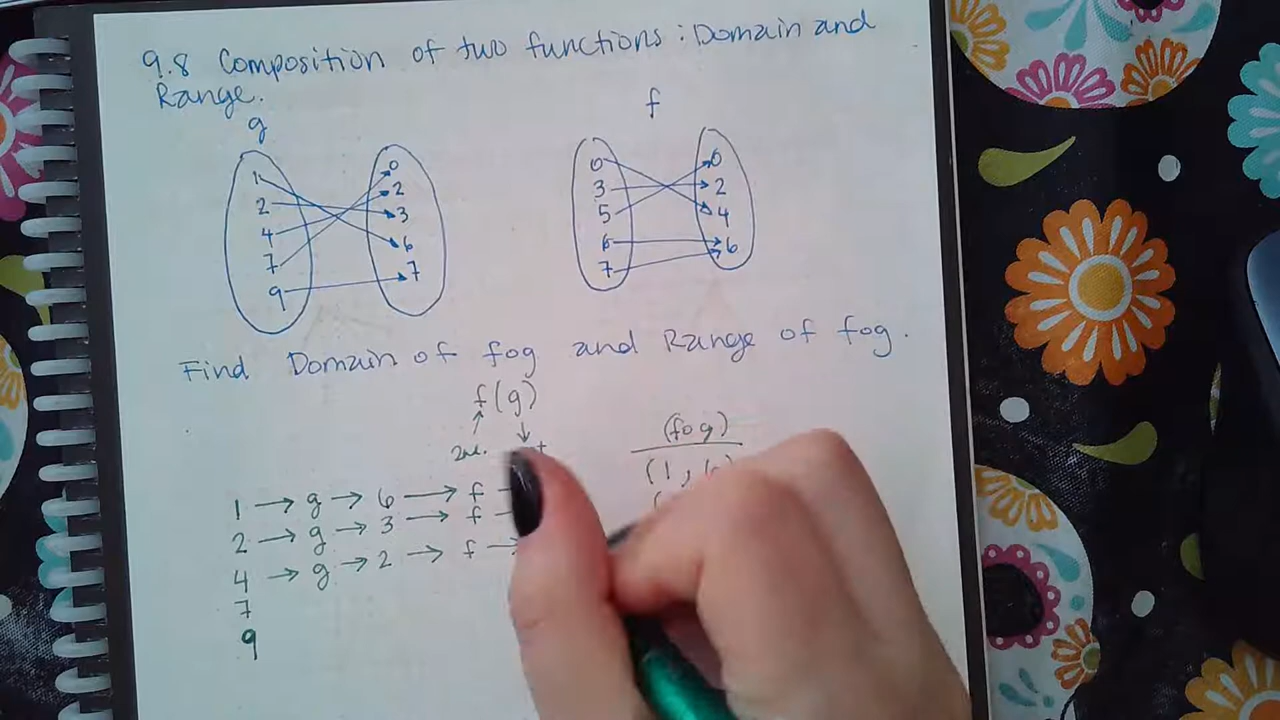 9.8 Composition of two functions : Domain and
Range.
g
f
1
2
4
7
9
0
2
3
6
7
0
3
5
6
7
0
2
4
6
Find Domain of fog and Range of fog.
f(g)
2nd.
(fog)
(1,
1 → g → 6 → f
2 → g → 3 → f
4 → g → 2 → f →
7
9